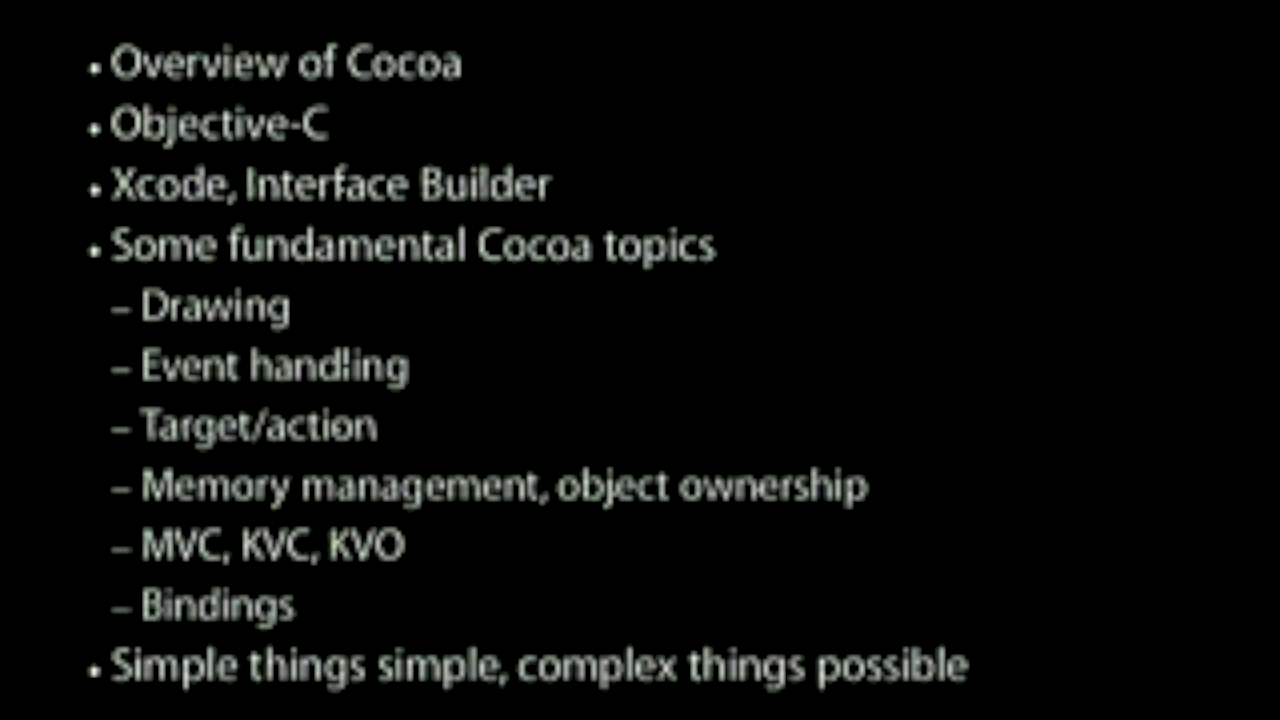 • Overview of Cocoa
• Objective-C
• Xcode, Interface Builder
• Some fundamental Cocoa topics
– Drawing
– Event handling
– Target/action
– Memory management, object ownership
– MVC, KVC, KVO
– Bindings
• Simple things simple, complex things possible